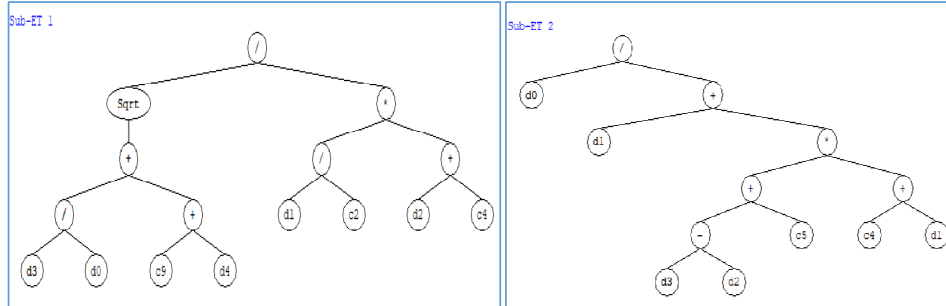 Sub-ET 1
/
Sqrt *
+ / +
/ + d1 c2 d2 c4
d3 d0 c9 d4
Sub-ET 2
/
d0 +
d1 *
+ +
- c5 c4 d1
d3 d2